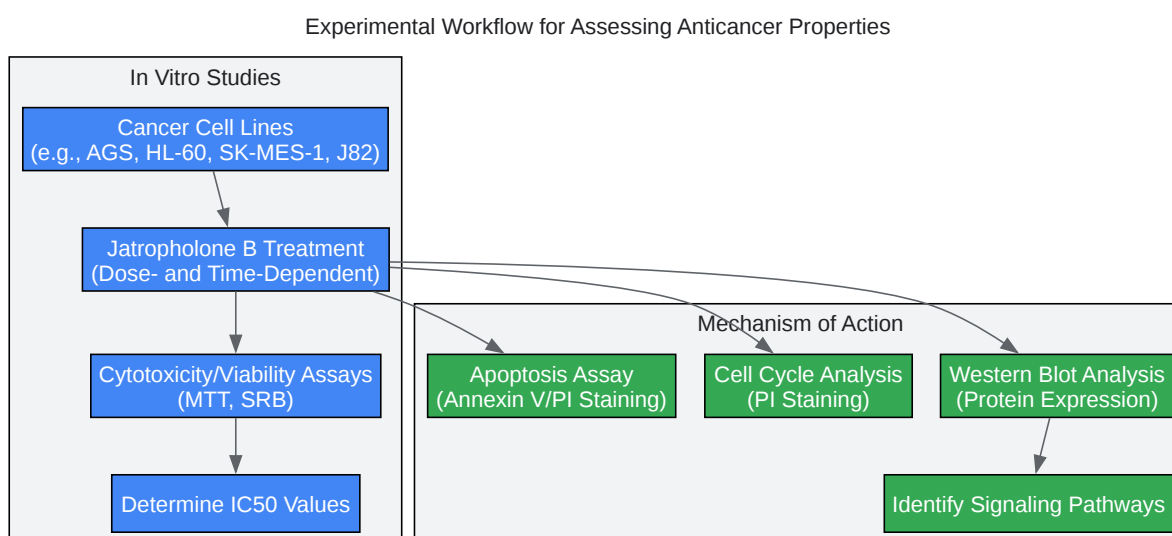 Experimental Workflow for Assessing Anticancer Properties
In Vitro Studies
Cancer Cell Lines
(e.g., AGS, HL-60, SK-MES-1, J82)
Jatropholone B Treatment
(Dose- and Time-Dependent)
Cytotoxicity/Viability Assays
(MTT, SRB)
Determine IC50 Values
Mechanism of Action
Apoptosis Assay
(Annexin V/PI Staining)
Cell Cycle Analysis
(PI Staining)
Western Blot Analysis
(Protein Expression)
Identify Signaling Pathways